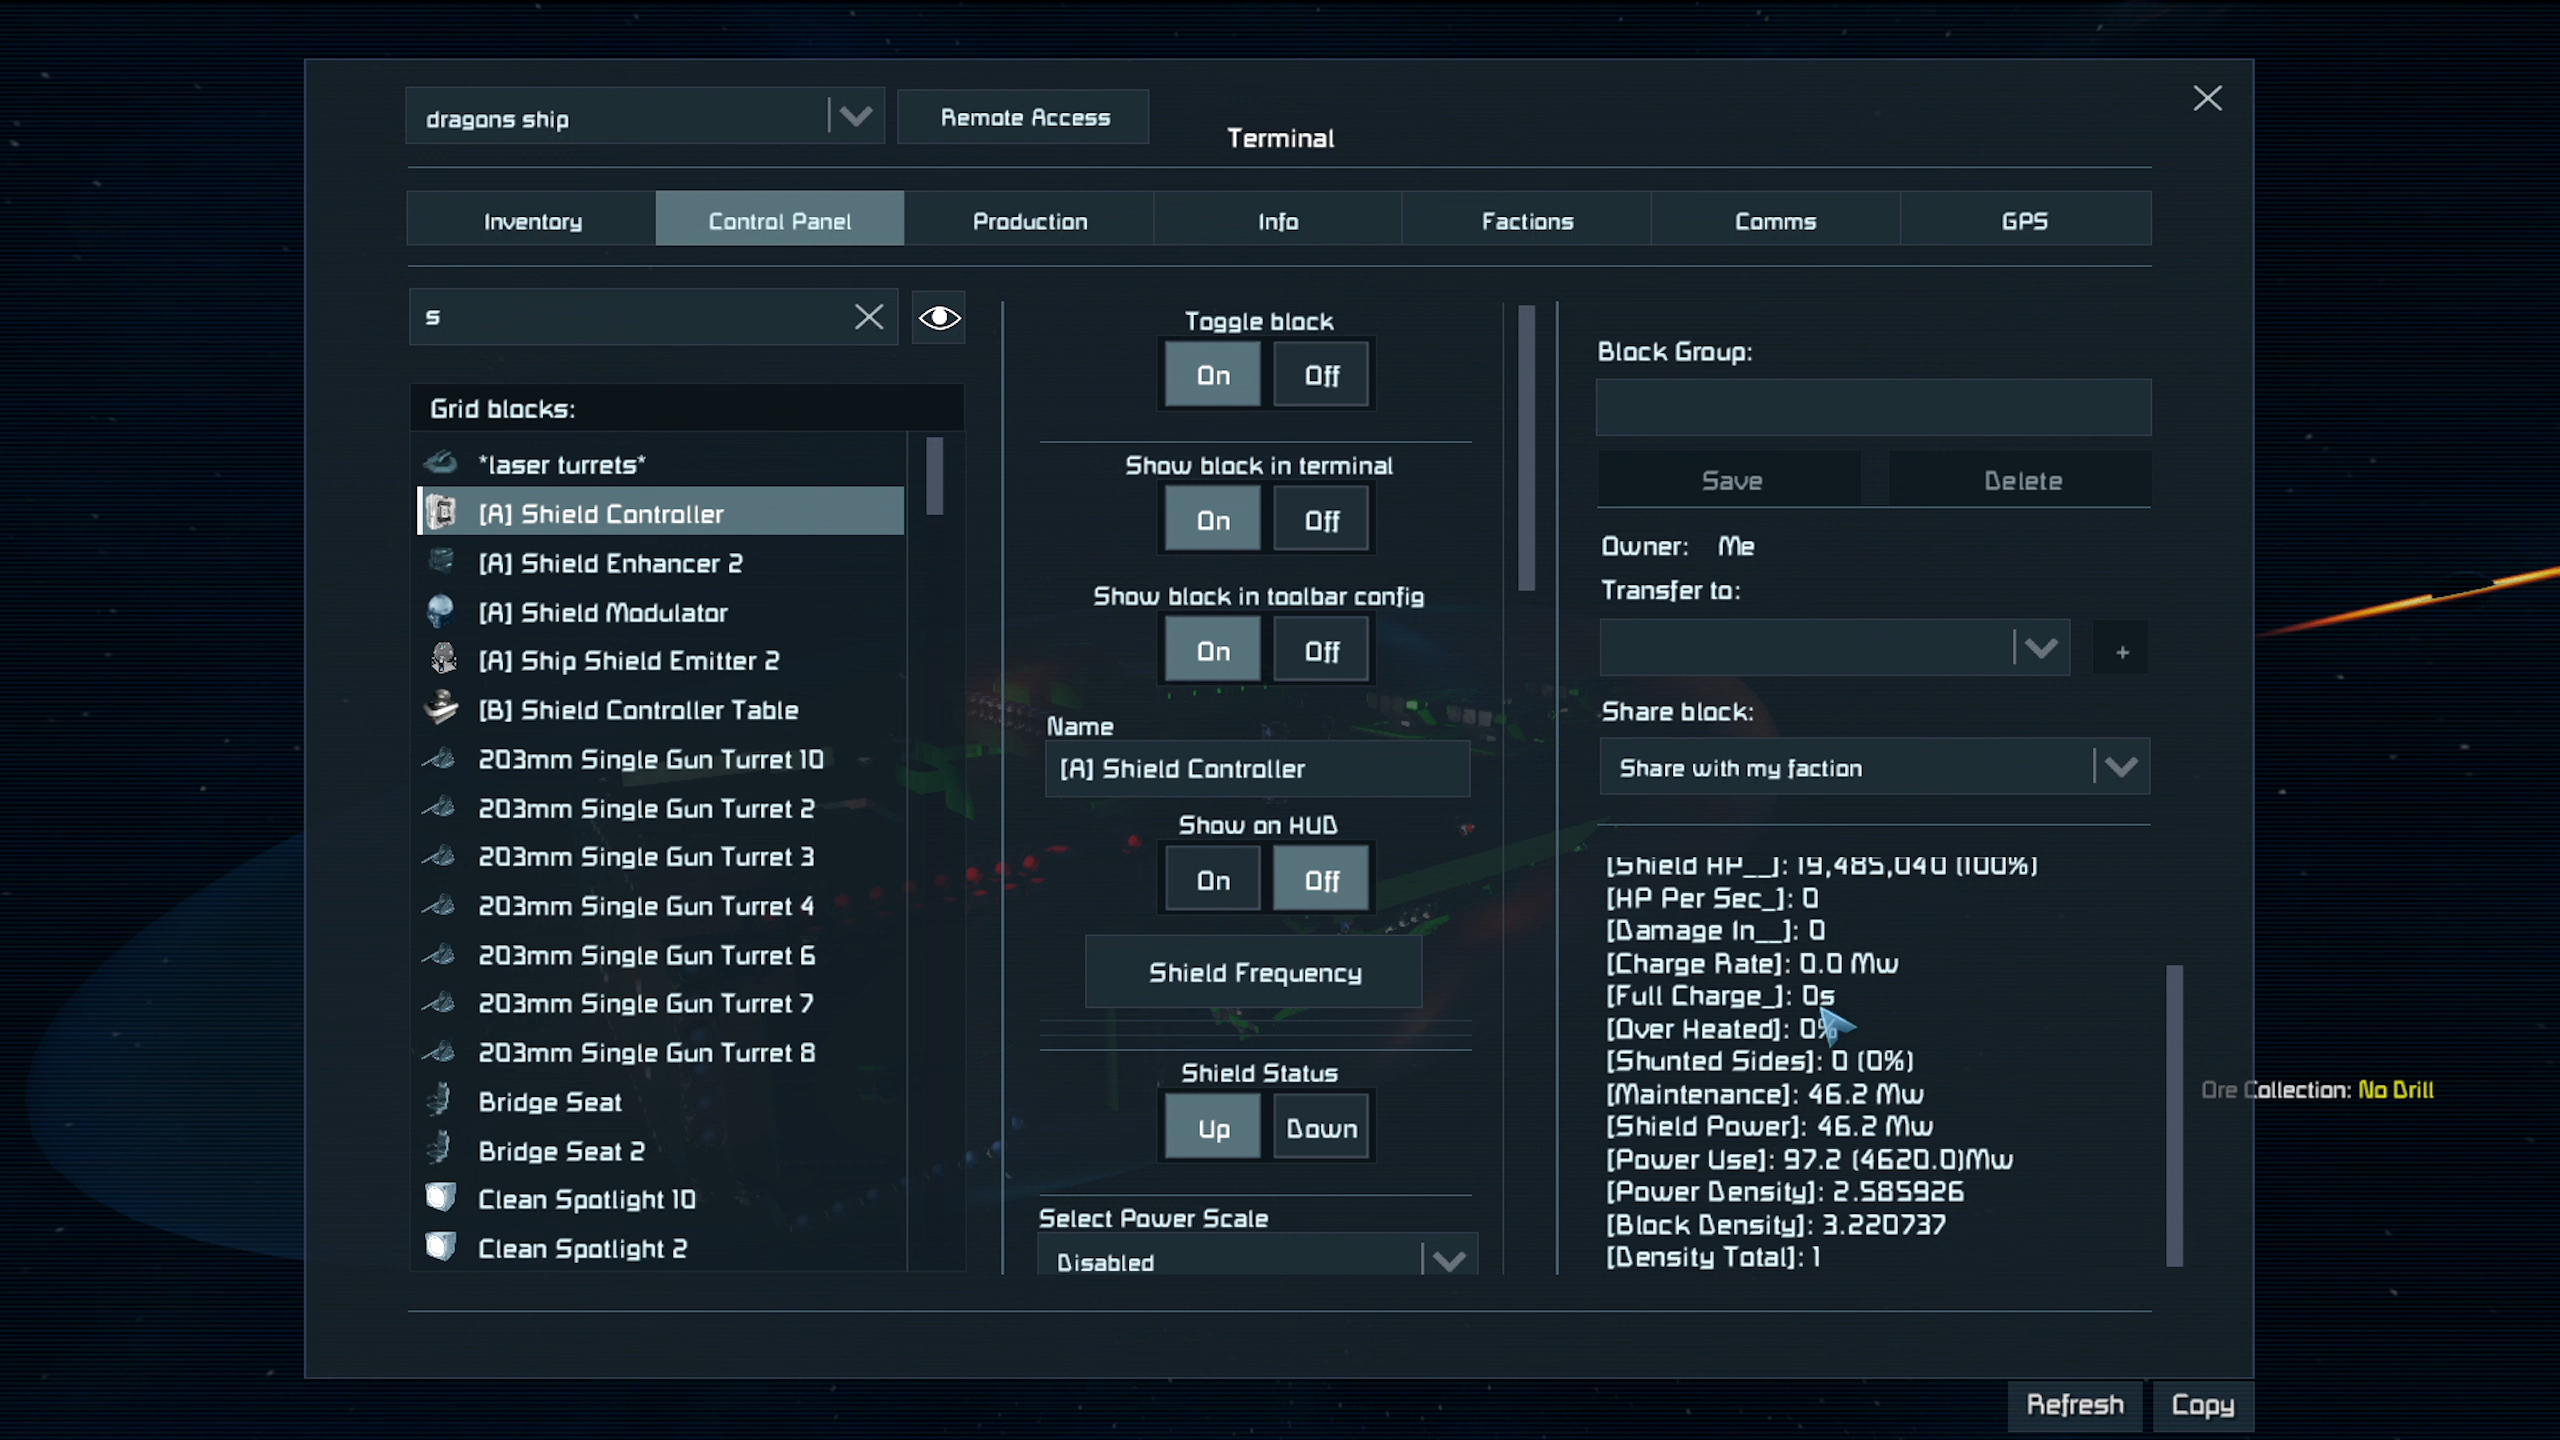 dragons ship
Remote Access
Terminal
Inventory
Control Panel
Production
Info
Factions
Comms
GPS
s
Grid blocks:
*laser turrets*
[A] Shield Controller
[A] Shield Enhancer 2
[A] Shield Modulator
[A] Ship Shield Emitter 2
[B] Shield Controller Table
203mm Single Gun Turret 10
203mm Single Gun Turret 2
203mm Single Gun Turret 3
203mm Single Gun Turret 4
203mm Single Gun Turret 6
203mm Single Gun Turret 7
203mm Single Gun Turret 8
Bridge Seat
Bridge Seat 2
Clean Spotlight 10
Clean Spotlight 2
Toggle block
On Off
Show block in terminal
On Off
Show block in toolbar config
On Off
Name
[A] Shield Controller
Show on HUD
On Off
Shield Frequency
Shield Status
Up Down
Select Power Scale
Disabled
Block Group:
Save Delete
Owner: Me
Transfer to:
+
Share block:
Share with my faction
[Shield HP__]: 19,485,040 (100%)
[HP Per Sec_]: 0
[Damage In__]: 0
[Charge Rate]: 0.0 Mw
[Full Charge_]: 0s
[Over Heated]: 0%
[Shunted Sides]: 0 (0%)
[Maintenance]: 46.2 Mw
[Shield Power]: 46.2 Mw
[Power Use]: 97.2 (4620.0)Mw
[Power Density]: 2.585926
[Block Density]: 3.220737
[Density Total]: 1
Ore Collection: No Drill
Refresh
Copy